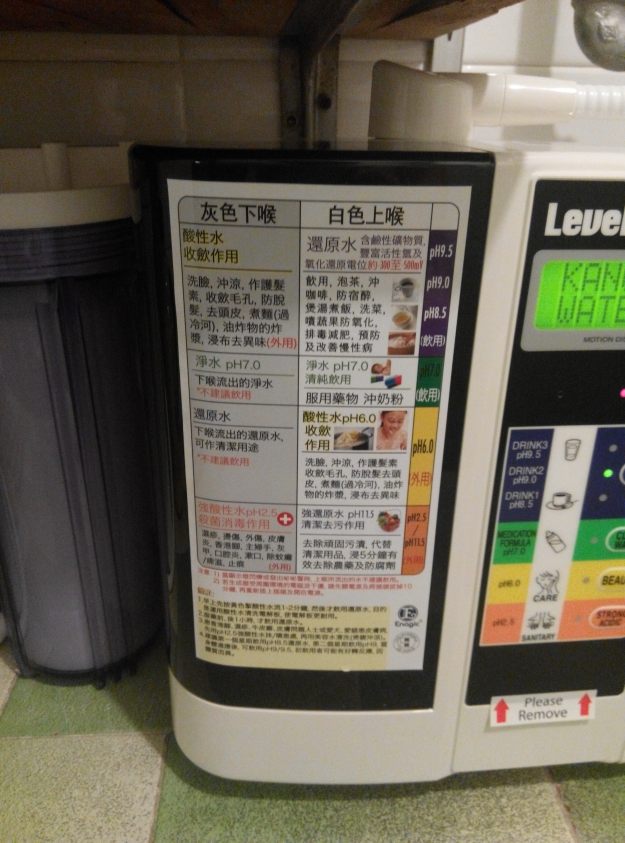 灰色下喉
白色上喉
酸性水
收歛作用
還原水 含鹼性礦物質,
豐富活性氫及
氧化還原電位約 300至 500mV
pH9.5
洗臉, 沖涼, 作護髮
素, 收歛毛孔, 防脫
髮, 去頭皮, 煮麵(過
冷河), 油炸物的炸
漿, 浸布去異味(外用)
飲用, 泡茶, 沖
咖啡, 防宿醉,
煲湯煮飯, 洗菜,
噴蔬果防氧化,
排毒減肥, 預防
及改善慢性病
pH9.0
pH8.5
(飲用)
淨水 pH7.0
下喉流出的淨水
*不建議飲用
淨水 pH7.0
清純飲用
服用藥物 沖奶粉
pH7.0
(飲用)
還原水
下喉流出的還原水,
可作清潔用途
*不建議飲用
酸性水pH6.0
收歛
作用
洗臉, 沖涼, 作護髮素
收歛毛孔, 防脫髮去頭
皮, 煮麵(過冷河), 油炸
物的炸漿, 浸布去異味
pH6.0
(外用)
強酸性水pH2.5
殺菌消毒作用
濕疹, 燙傷, 外傷, 皮膚
炎, 香港腳, 主婦手, 灰
甲, 口腔炎, 漱口, 除蚊癢
/痛滋, 止痕 (外用)
強還原水 pH11.5
清潔去污作用
去除頑固污漬, 代替
清潔用品, 浸5分鐘有
效去除農藥及防腐劑
pH2.5
/
pH11.5
(外用)
Enagic
Level
KAN
WATE
MOTION DIS
DRINK3
pH9.5
DRINK2
pH9.0
DRINK1
pH8.5
MEDICATION
FORMULA
pH7.0
pH6.0
CARE
pH2.5
SANITARY
BEAU
STRONG
ACIDIC
Please
Remove